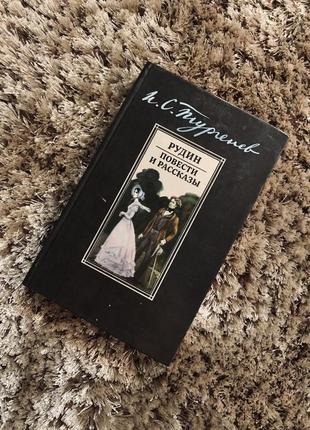 И. С. Тургенев
РУДИН
ПОВЕСТИ
И РАССКАЗЫ